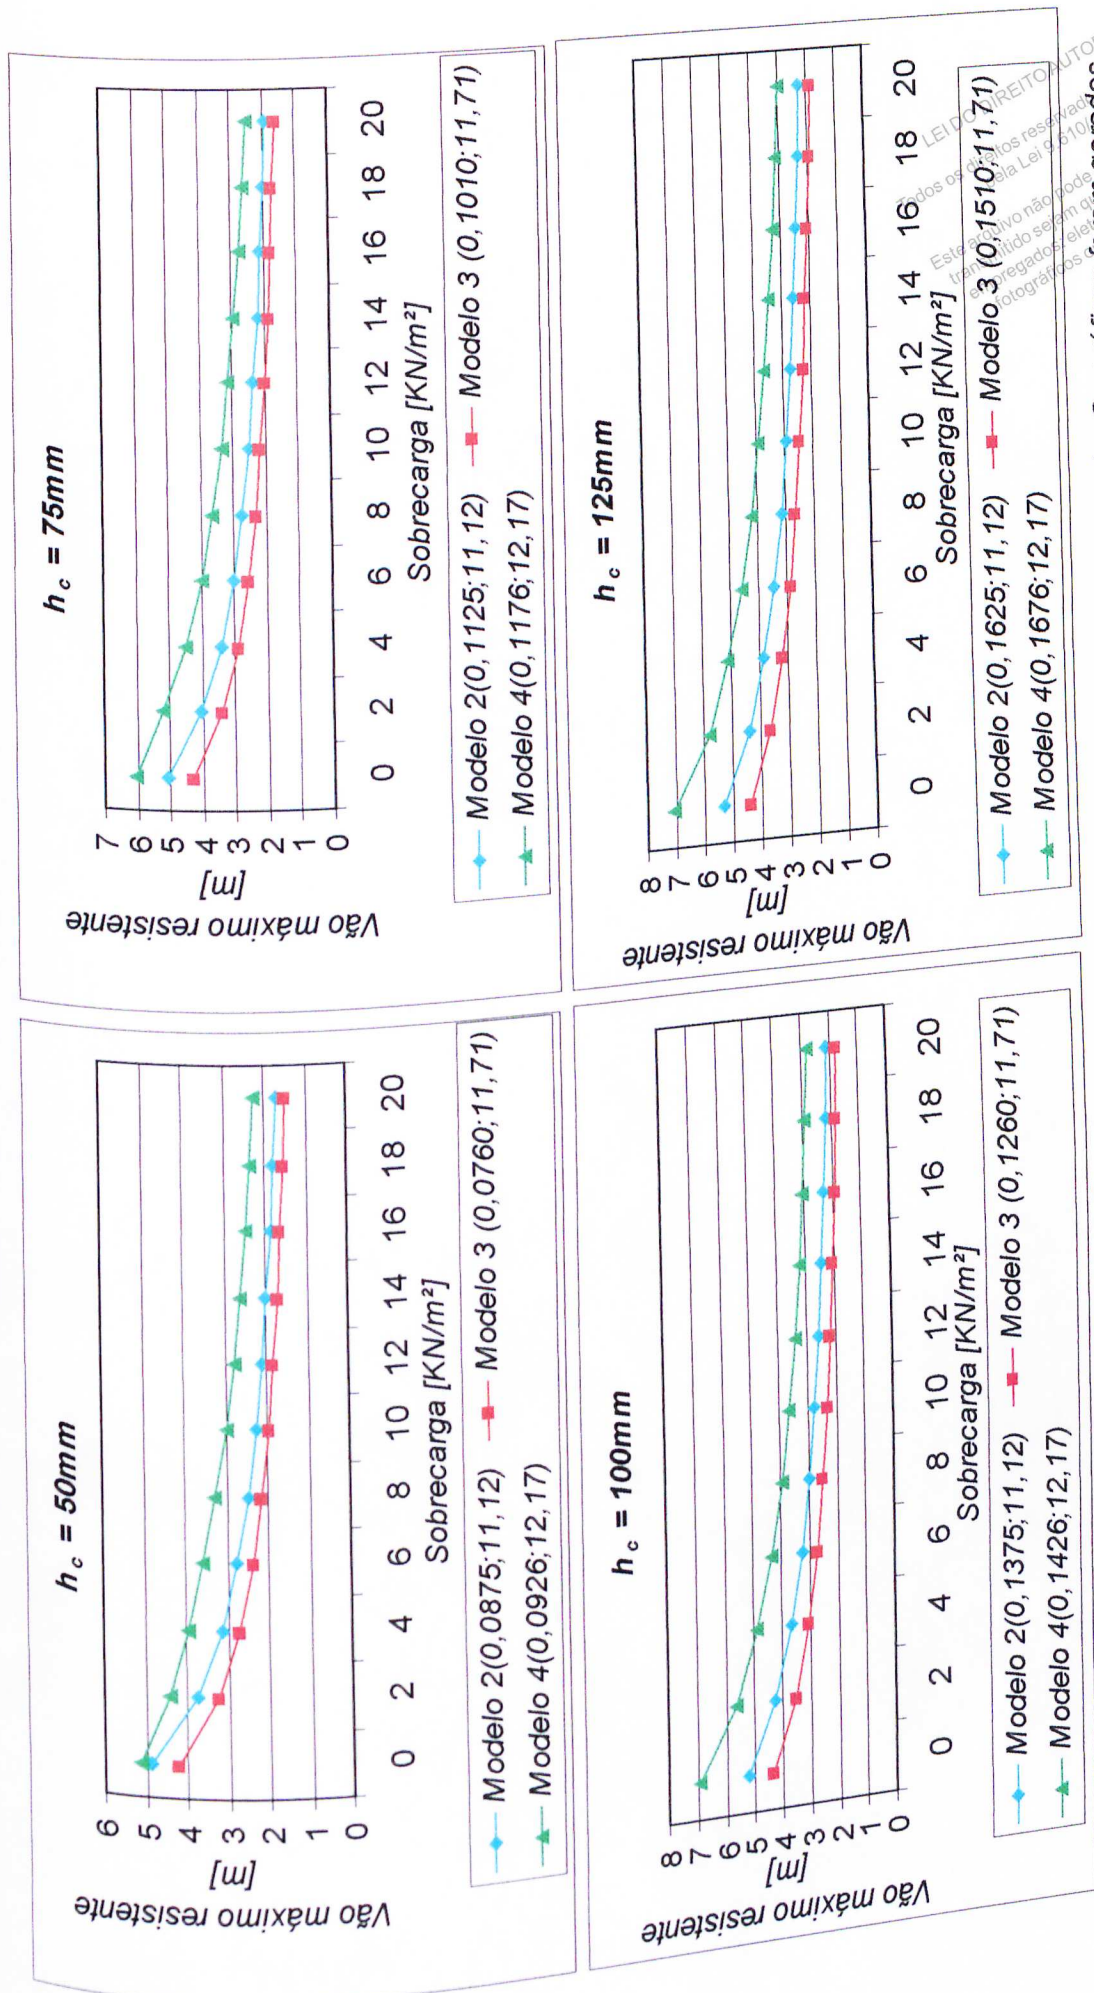 h c = 50mm
Vão máximo resistente
[m]
6
5
4
3
2
1
0
0 2 4 6 8 10 12 14 16 18 20
Sobrecarga [KN/m²]
Modelo 2(0,0875;11,12) Modelo 3 (0,0760;11,71)
Modelo 4(0,0926;12,17)
h c = 75mm
Vão máximo resistente
[m]
7
6
5
4
3
2
1
0
0 2 4 6 8 10 12 14 16 18 20
Sobrecarga [KN/m²]
Modelo 2(0,1125;11,12) Modelo 3 (0,1010;11,71)
Modelo 4(0,1176;12,17)
h c = 100mm
Vão máximo resistente
[m]
8
7
6
5
4
3
2
1
0
0 2 4 6 8 10 12 14 16 18 20
Sobrecarga [KN/m²]
Modelo 2(0,1375;11,12) Modelo 3 (0,1260;11,71)
Modelo 4(0,1426;12,17)
h c = 125mm
Vão máximo resistente
[m]
8
7
6
5
4
3
2
1
0
0 2 4 6 8 10 12 14 16 18 20
Sobrecarga [KN/m²]
Modelo 2(0,1625;11,12) Modelo 3 (0,1510;11,71)
Modelo 4(0,1676;12,17)
LEI DO DIREITO
Todos os direitos
Lei 9.610/
Este arquivo não pode
fotográficos